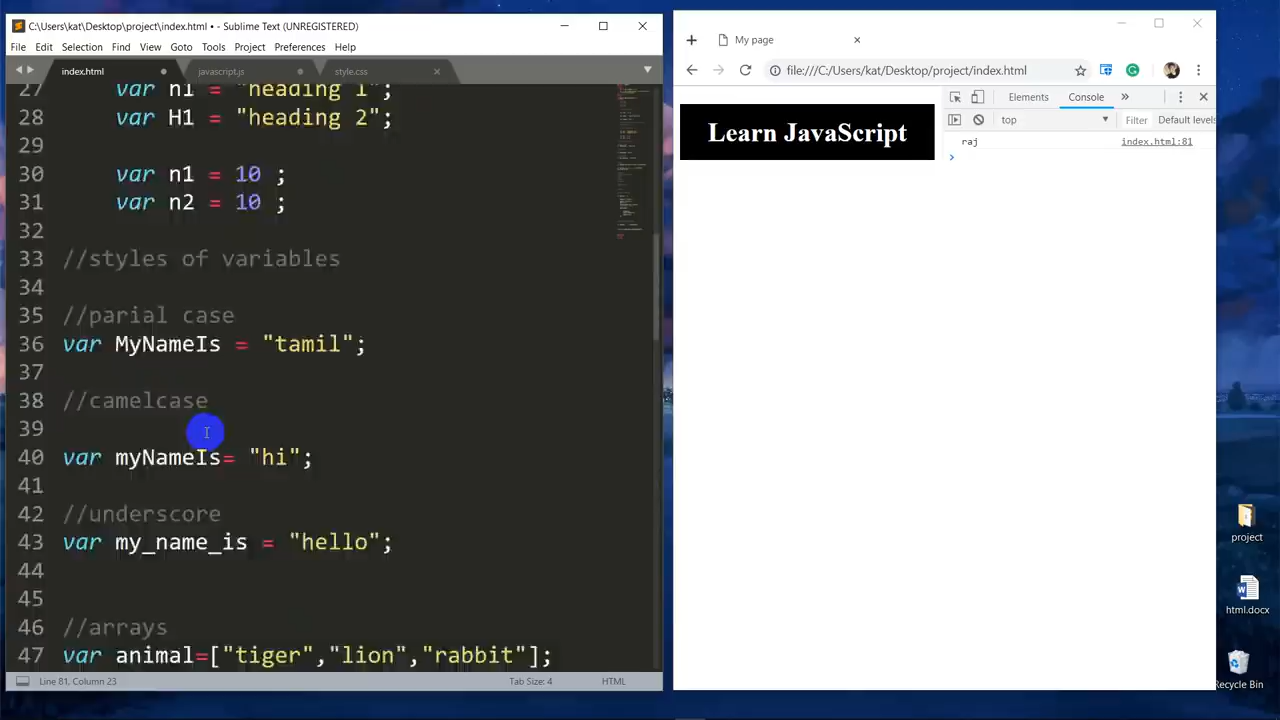 C:\Users\kat\Desktop\project\index.html • - Sublime Text (UNREGISTERED)
File Edit Selection Find View Goto Tools Project Preferences Help
index.html javascript.js style.css
27 var h1 = "heading 1";
28 var H1 = "heading 2";
29
30 var n1 = 10 ;
31 var n2 = 10 ;
32
33 //styles of variables
34
35 //parial case
36 var MyNameIs = "tamil";
37
38 //camelcase
39
40 var myNameIs= "hi";
41
42 //underscore
43 var my_name_is = "hello";
44
45
46 //arrays
47 var animal=["tiger","lion","rabbit"];
Line 81, Column 23 Tab Size: 4 HTML
My page
file:///C:/Users/kat/Desktop/project/index.html
Learn JavaScript
Elements Console
top Filter Default levels
raj index.html:81
project
html.docx
Recycle Bin